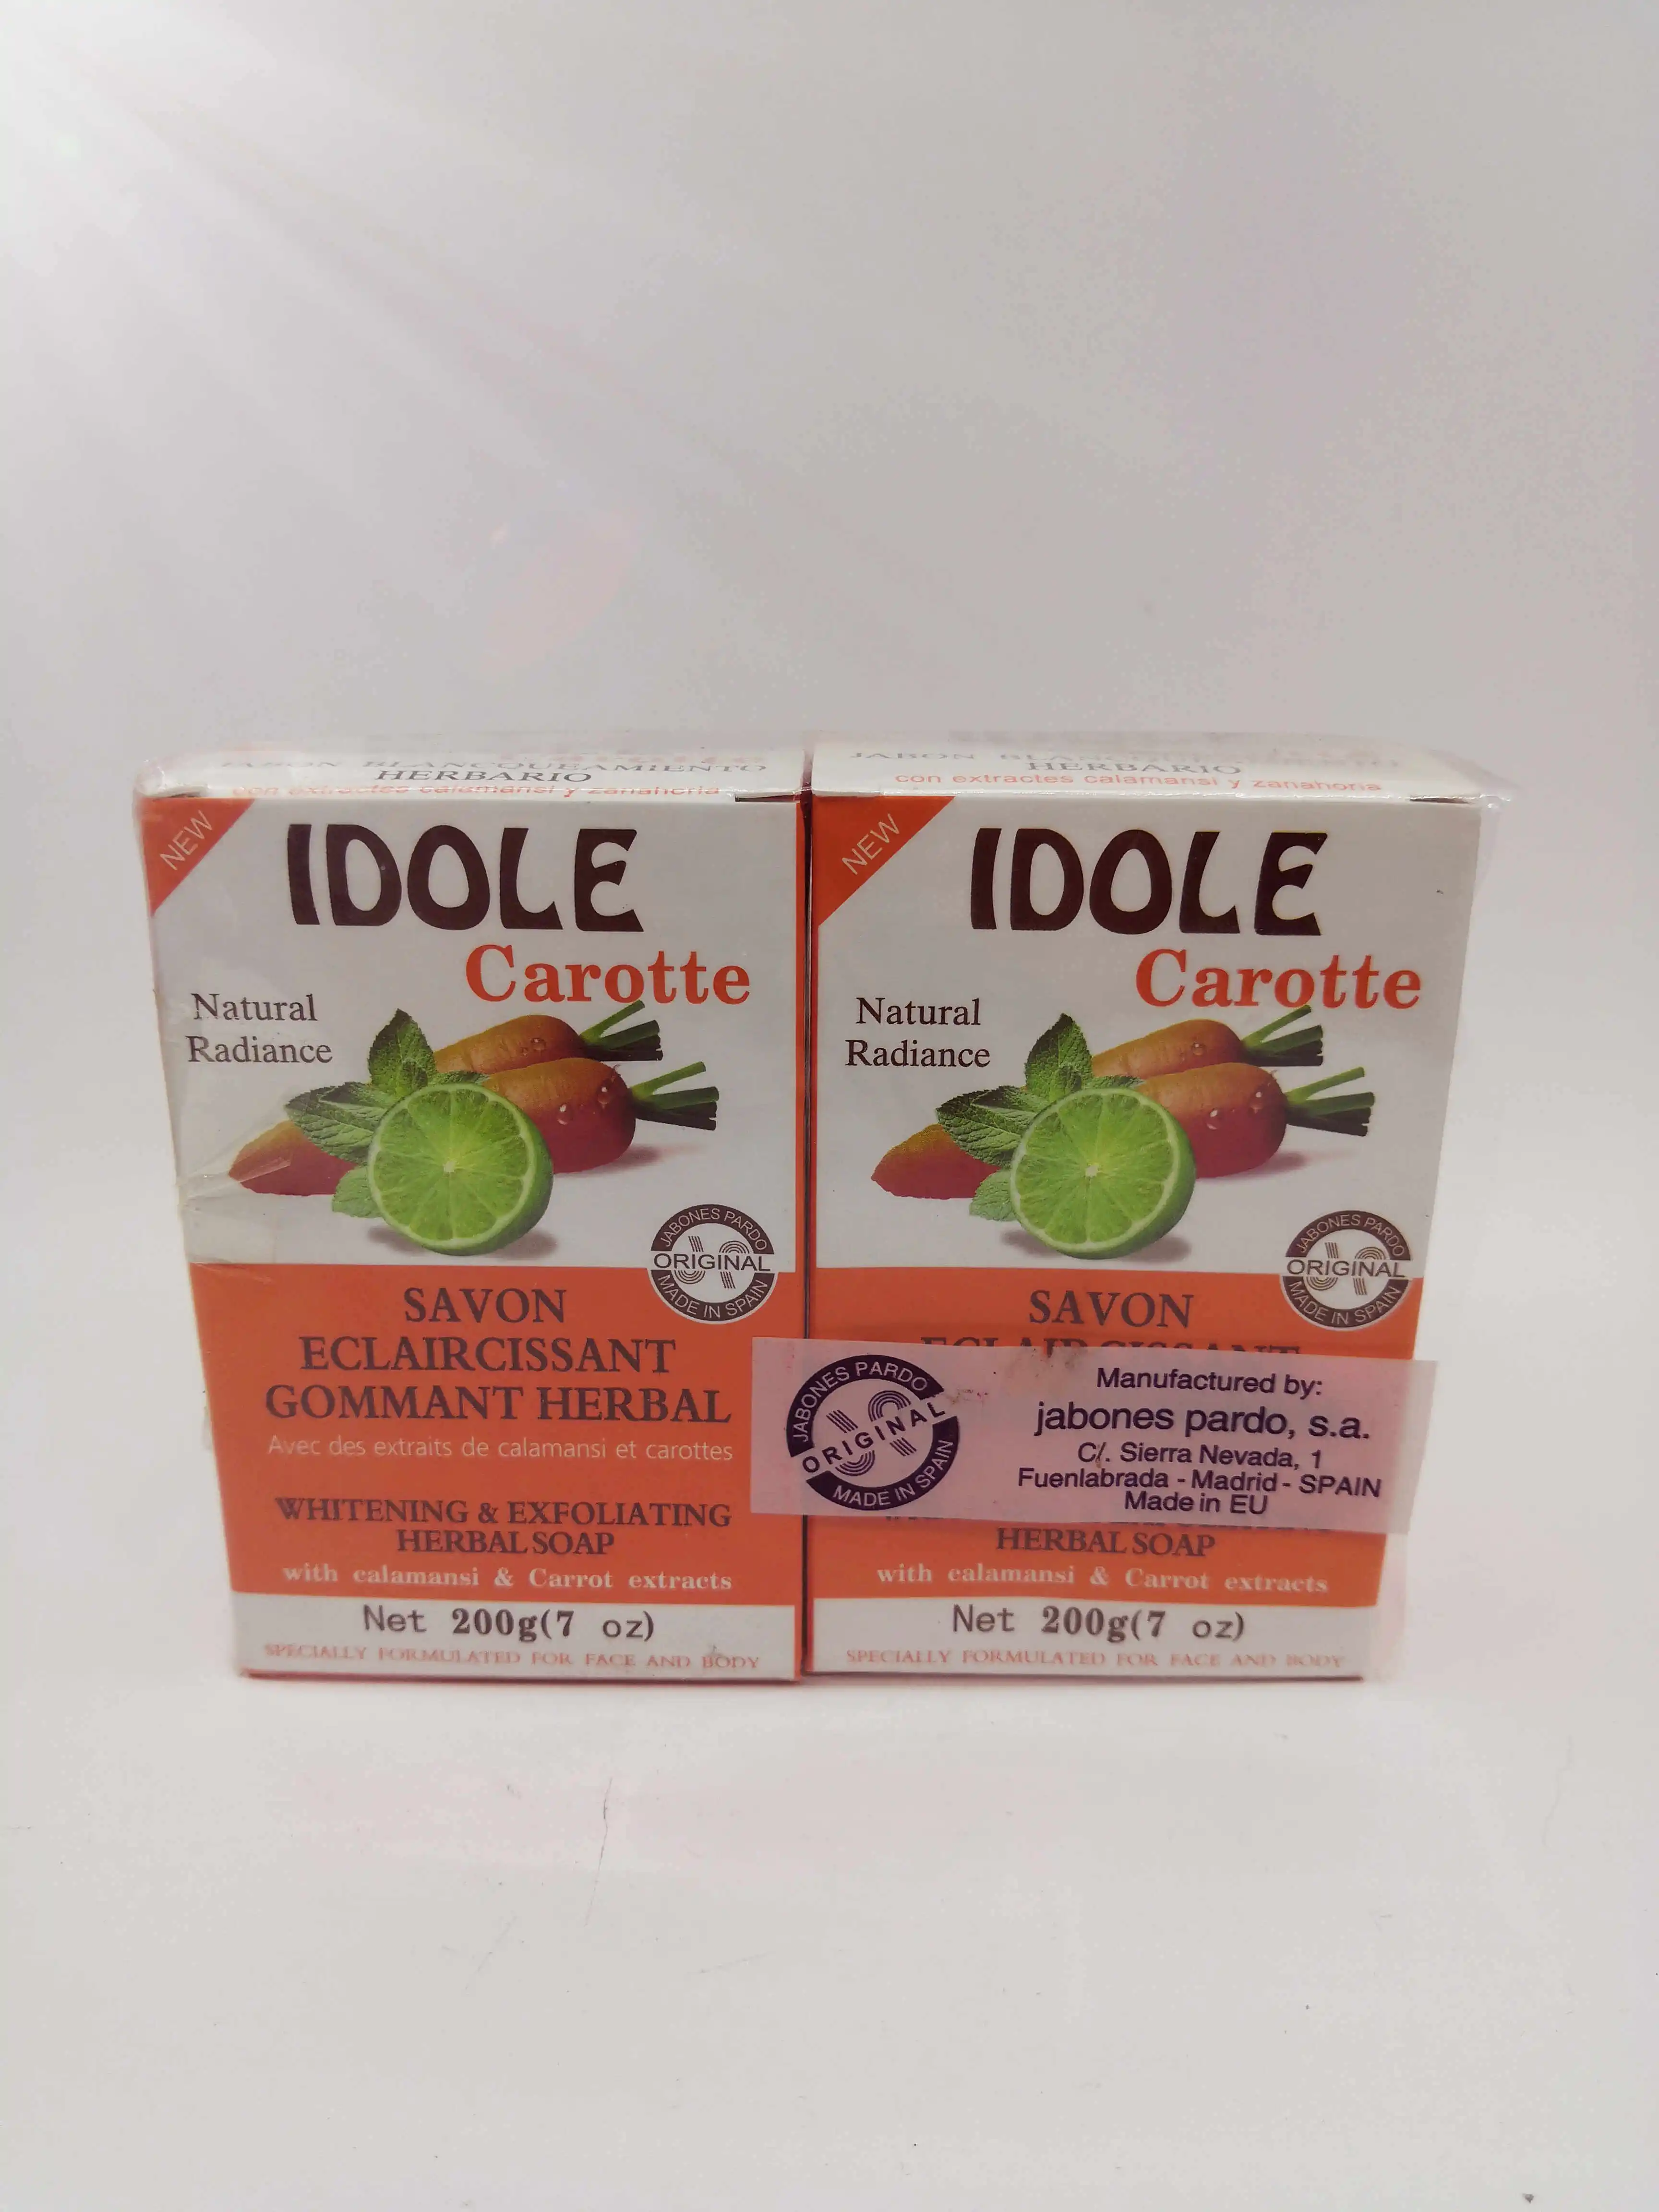 JABON BLANCQUEAMIENTO
HERBARIO
con extractes calamansi y zanahoria
NEW
IDOLE
Carotte
Natural
Radiance
JABONES PARDO
ORIGINAL
MADE IN SPAIN
SAVON
ECLAIRCISSANT
GOMMANT HERBAL
Avec des extraits de calamansi et carottes
WHITENING & EXFOLIATING
HERBAL SOAP
with calamansi & Carrot extracts
Net 200g(7 oz)
SPECIALLY FORMULATED FOR FACE AND BODY
JABON
HERBARIO
con extractes calamansi y zanahoria
NEW
IDOLE
Carotte
Natural
Radiance
JABONES PARDO
ORIGINAL
MADE IN SPAIN
SAVON
ECLAIRCISSANT
JABONES PARDO
ORIGINAL
MADE IN SPAIN
Manufactured by:
jabones pardo, s.a.
C/. Sierra Nevada, 1
Fuenlabrada - Madrid - SPAIN
Made in EU
HERBAL SOAP
with calamansi & Carrot extracts
Net 200g(7 oz)
SPECIALLY FORMULATED FOR FACE AND BODY